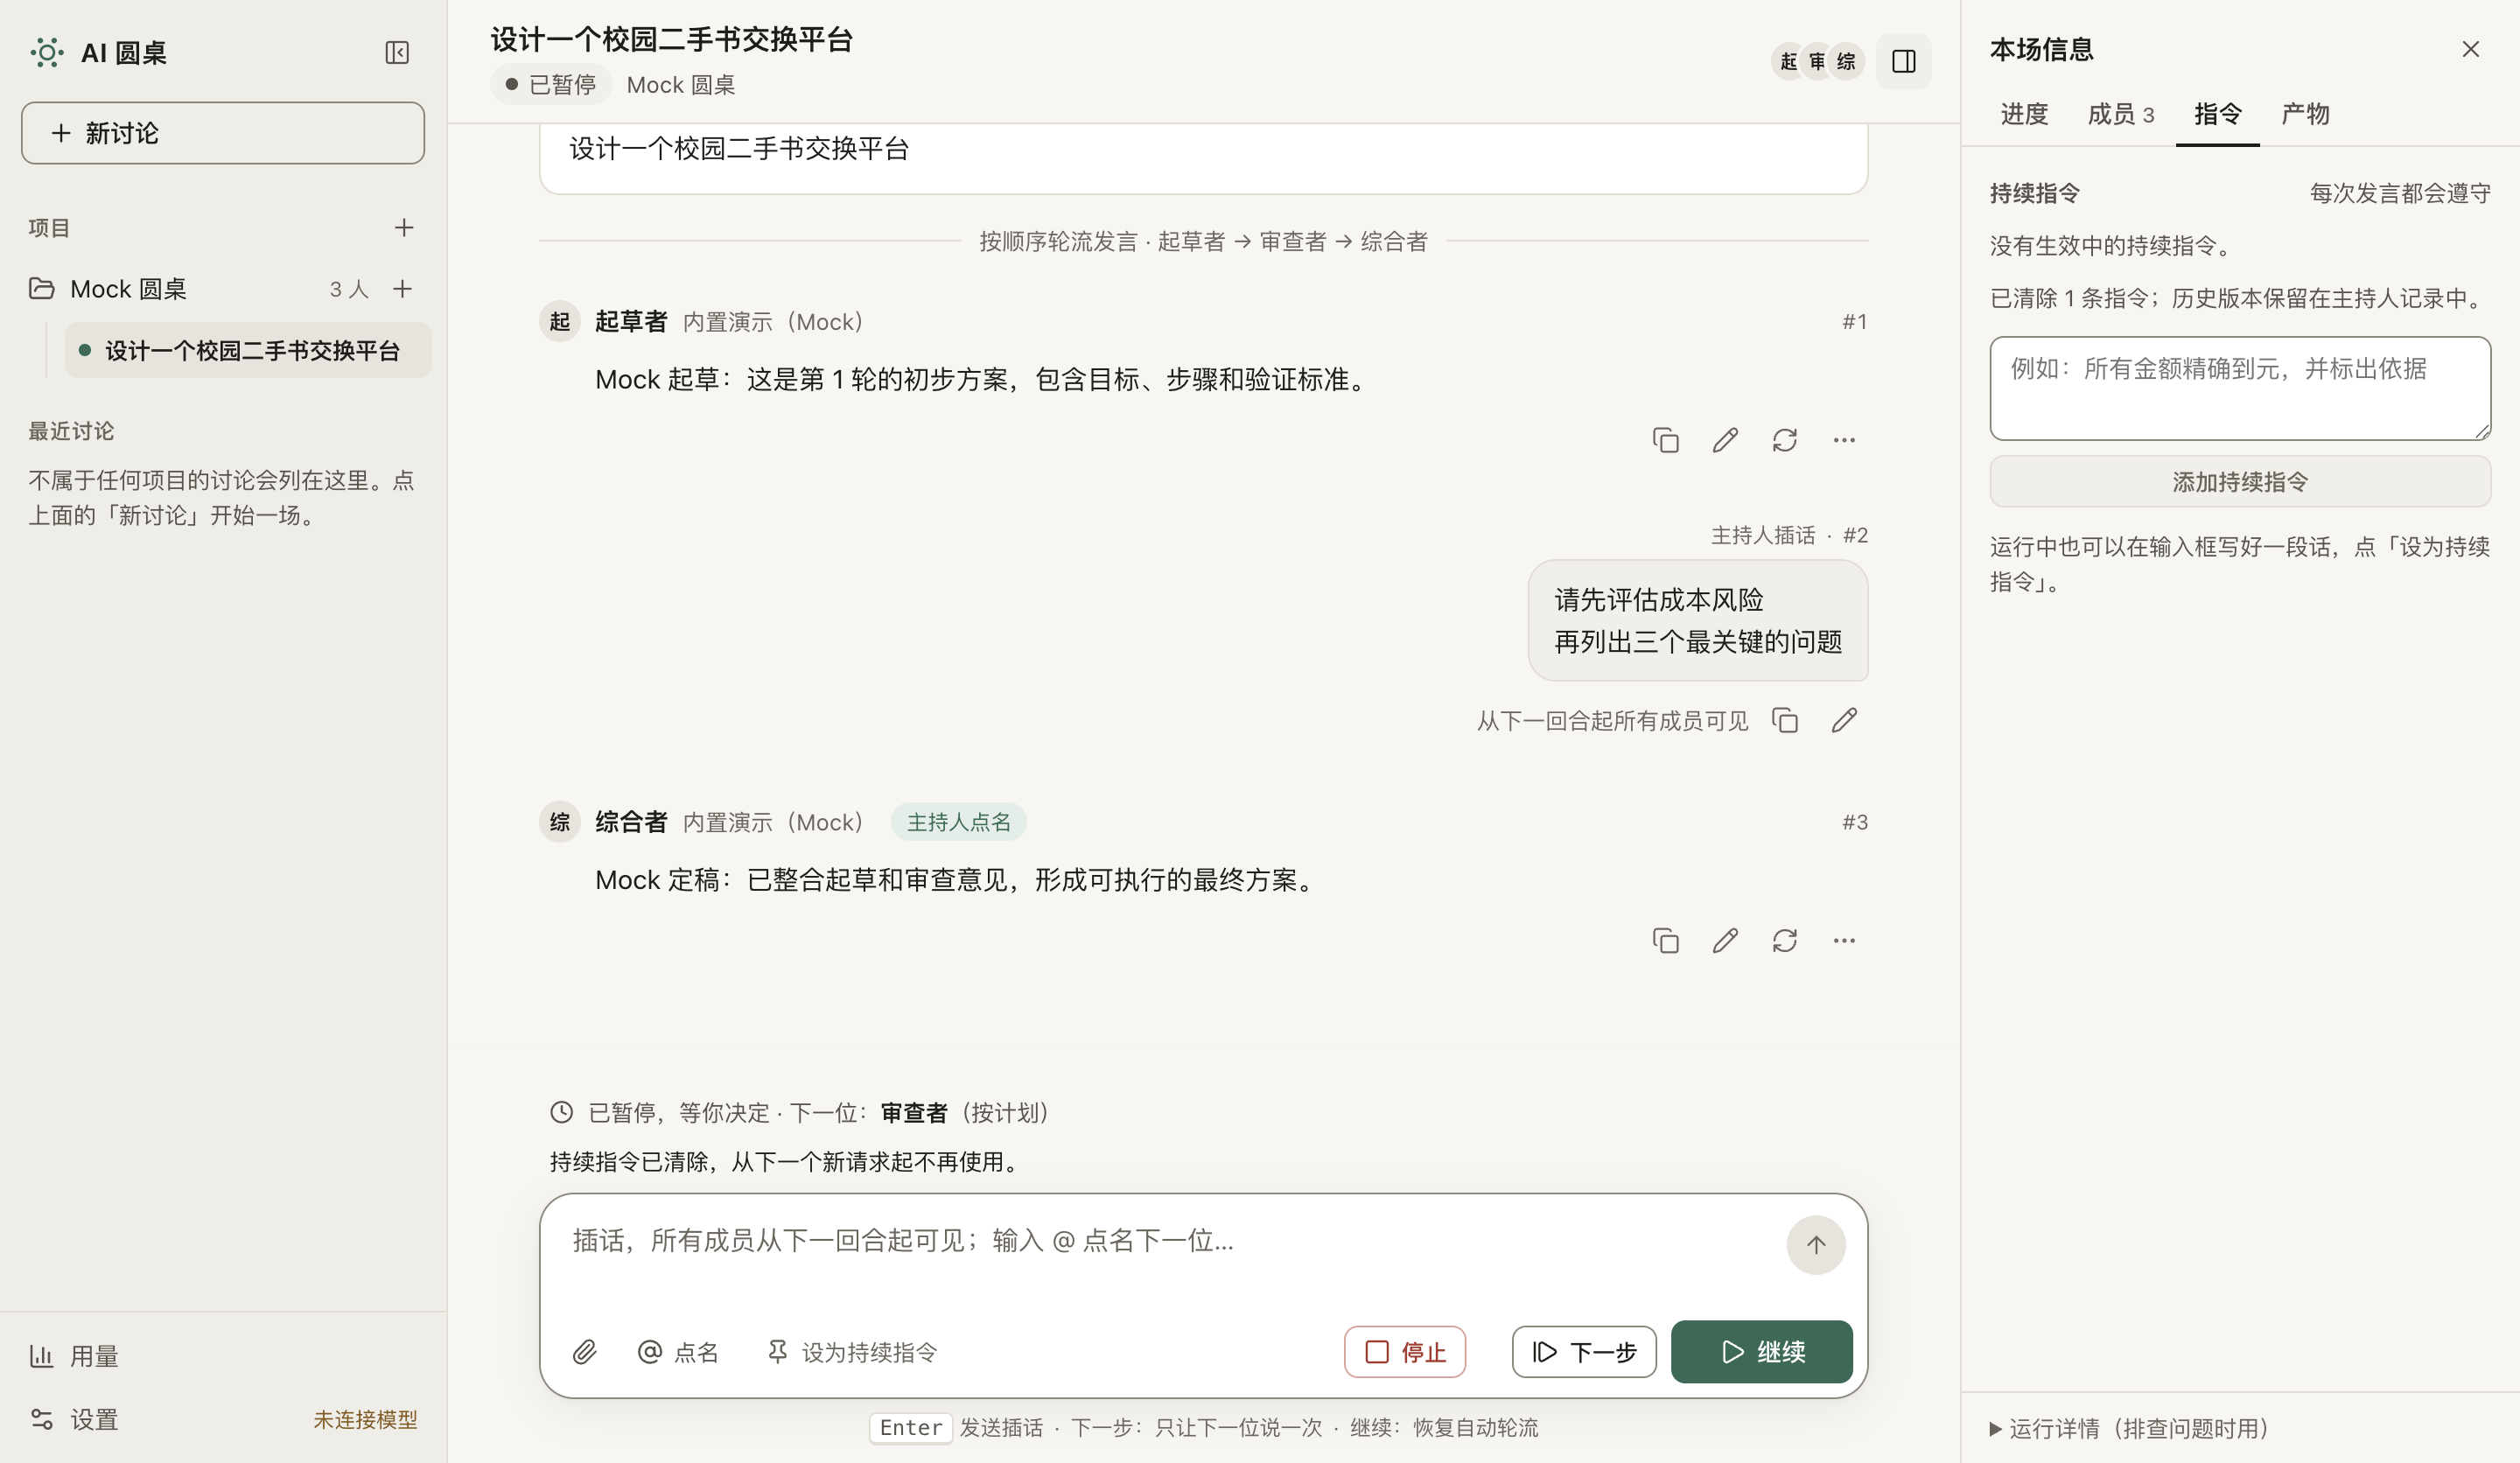 AI 圆桌
新讨论
项目
Mock 圆桌 3 人
设计一个校园二手书交换平台
最近讨论
不属于任何项目的讨论会列在这里。点
上面的「新讨论」开始一场。
用量
设置 未连接模型
设计一个校园二手书交换平台
已暂停 Mock 圆桌
起 审 综
设计一个校园二手书交换平台
按顺序轮流发言 · 起草者 → 审查者 → 综合者
起 起草者 内置演示（Mock） #1
Mock 起草：这是第 1 轮的初步方案，包含目标、步骤和验证标准。
主持人插话 · #2
请先评估成本风险
再列出三个最关键的问题
从下一回合起所有成员可见
综 综合者 内置演示（Mock） 主持人点名 #3
Mock 定稿：已整合起草和审查意见，形成可执行的最终方案。
已暂停，等你决定 · 下一位：审查者（按计划）
持续指令已清除，从下一个新请求起不再使用。
插话，所有成员从下一回合起可见；输入 @ 点名下一位...
点名 设为持续指令 停止 下一步 继续
Enter 发送插话 · 下一步：只让下一位说一次 · 继续：恢复自动轮流
本场信息
进度 成员 3 指令 产物
持续指令 每次发言都会遵守
没有生效中的持续指令。
已清除 1 条指令；历史版本保留在主持人记录中。
例如：所有金额精确到元，并标出依据
添加持续指令
运行中也可以在输入框写好一段话，点「设为持续
指令」。
运行详情（排查问题时用）